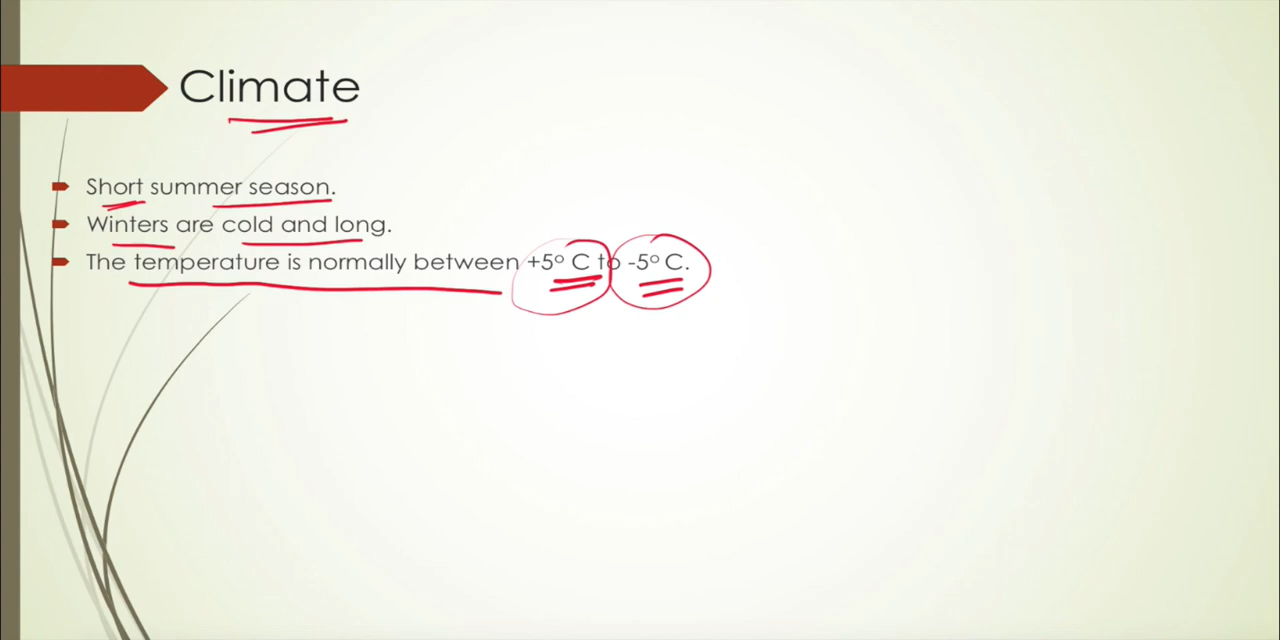 Climate
Short summer season.
Winters are cold and long.
The temperature is normally between +5° C to -5° C.